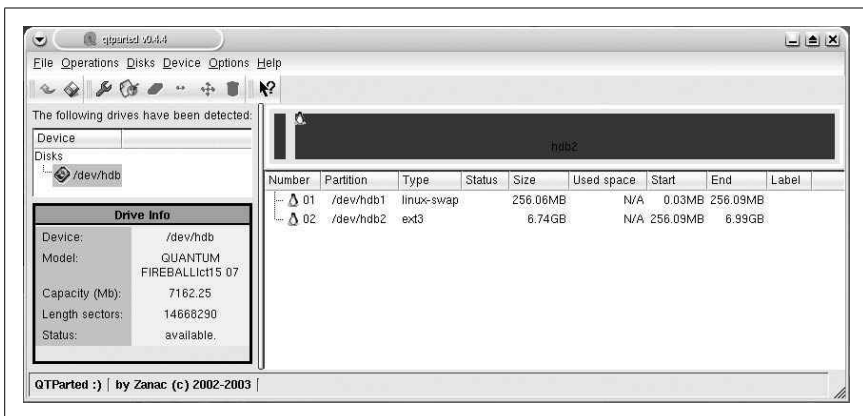 qtparted v0.4.4
File Operations Disks Device Options Help
The following drives have been detected:
Device
Disks
/dev/hdb
Drive Info
Device: /dev/hdb
Model: QUANTUM FIREBALLlct15 07
Capacity (Mb): 7162.25
Length sectors: 14668290
Status: available.
hdb2
Number Partition Type Status Size Used space Start End Label
01 /dev/hdb1 linux-swap 256.06MB N/A 0.03MB 256.09MB
02 /dev/hdb2 ext3 6.74GB N/A 256.09MB 6.99GB
QTParted :) by Zanac (c) 2002-2003